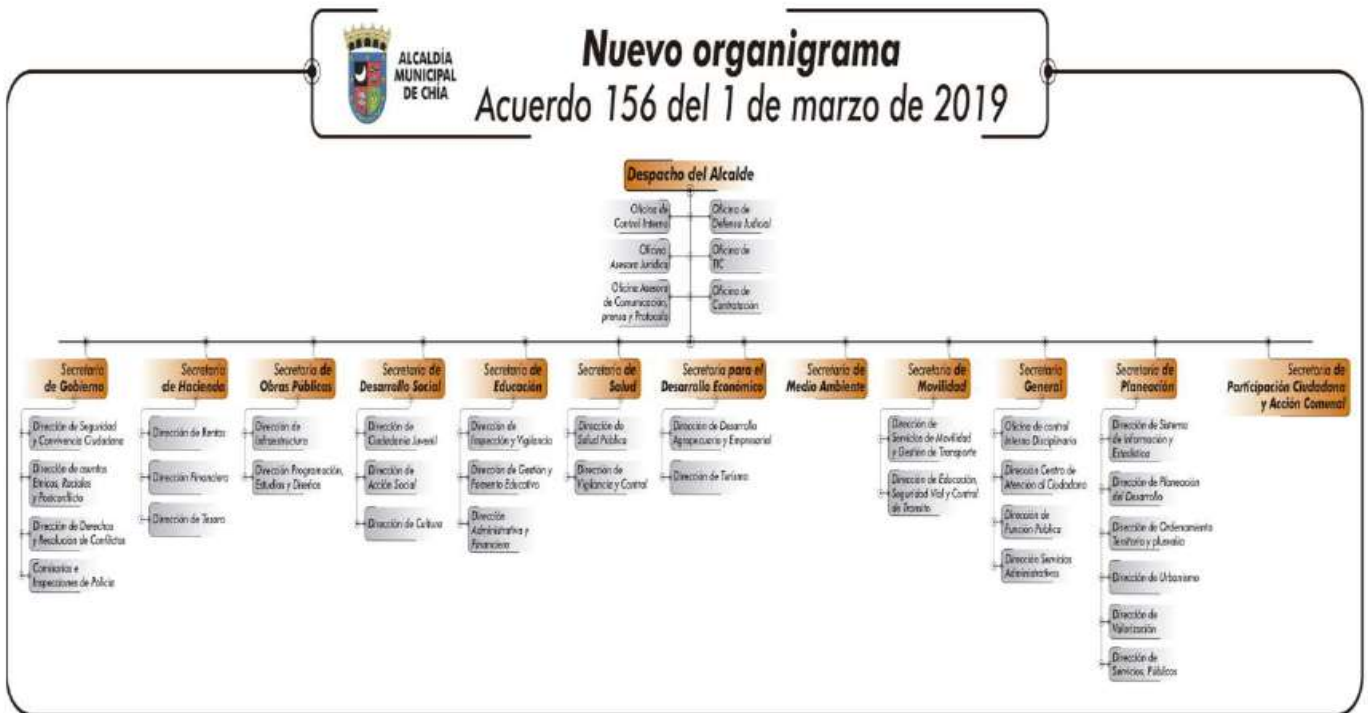 ALCALDÍA
MUNICIPAL
DE CHÍA
Nuevo organigrama
Acuerdo 156 del 1 de marzo de 2019
Despacho del Alcalde
Oficina de
Control Interno
Oficina de
Defensa Judicial
Oficina
Asesora Jurídica
Oficina de
TIC
Oficina Asesora
de Comunicación,
prensa y Protocolo
Oficina de
Contratación
Secretaría
de Gobierno
Dirección de Seguridad
y Convivencia Ciudadana
Dirección de asuntos
Étnicos, Raciales
y Posconflicto
Dirección de Derechos
y Resolución de Conflictos
Comisarías e
Inspecciones de Policía
Secretaría
de Hacienda
Dirección de Rentas
Dirección Financiera
Dirección de Tesoro
Secretaría de
Obras Públicas
Dirección de
Infraestructura
Dirección Programación,
Estudios y Diseños
Secretaría de
Desarrollo Social
Dirección de
Ciudadanía Juvenil
Dirección de
Acción Social
Dirección de Cultura
Secretaría de
Educación
Dirección de
Inspección y Vigilancia
Dirección de Gestión y
Fomento Educativo
Dirección
Administrativa y
Financiera
Secretaría de
Salud
Dirección de
Salud Pública
Dirección de
Vigilancia y Control
Secretaría para el
Desarrollo Económico
Dirección de Desarrollo
Agropecuario y Empresarial
Dirección de Turismo
Secretaría de
Medio Ambiente
Secretaría de
Movilidad
Dirección de
Servicios de Movilidad
y Gestión de Transporte
Dirección de Educación,
Seguridad Vial y Control
de Tránsito
Secretaría
General
Oficina de control
Interno Disciplinario
Dirección Centro de
Atención al Ciudadano
Dirección de
Función Pública
Dirección Servicios
Administrativos
Secretaría de
Planeación
Dirección de Sistema
de Información y
Estadística
Dirección de Planeación
del Desarrollo
Dirección de Ordenamiento
Territorio y plusvalía
Dirección de Urbanismo
Dirección de
Valorización
Dirección de
Servicios Públicos
Secretaría de
Participación Ciudadana
y Acción Comunal